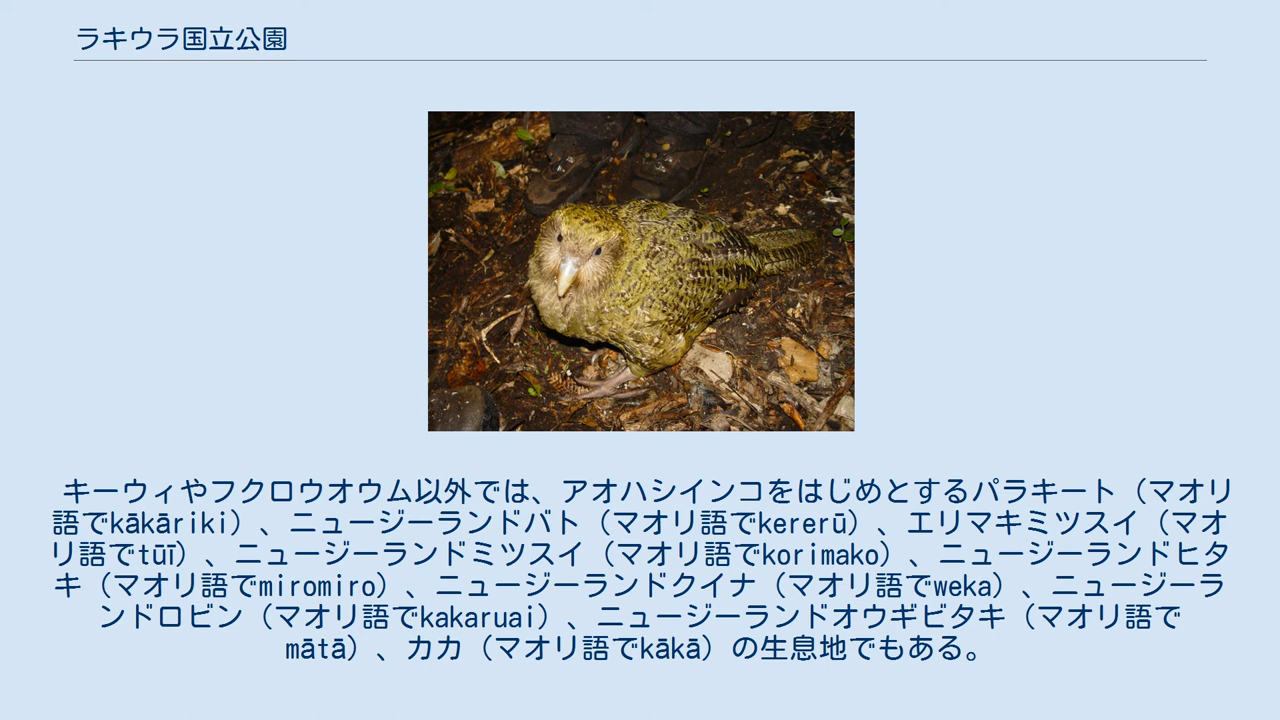 ラキウラ国立公園
キーウィやフクロウオウム以外では、アオハシインコをはじめとするパラキート（マオリ
語でkākāriki）、ニュージーランドバト（マオリ語でkererū）、エリマキミツスイ（マオ
リ語でtūī）、ニュージーランドミツスイ（マオリ語でkorimako）、ニュージーランドヒタ
キ（マオリ語でmiromiro）、ニュージーランドクイナ（マオリ語でweka）、ニュージーラ
ンドロビン（マオリ語でkakaruai）、ニュージーランドオウギビタキ（マオリ語で
mātā）、カカ（マオリ語でkākā）の生息地でもある。